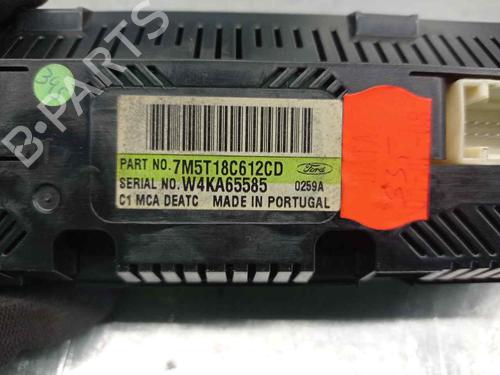 B-PARTS
PART NO. 7M5T18C612CD Ford
SERIAL NO. W4KA65585 0259A
C1 MCA DEATC MADE IN PORTUGAL